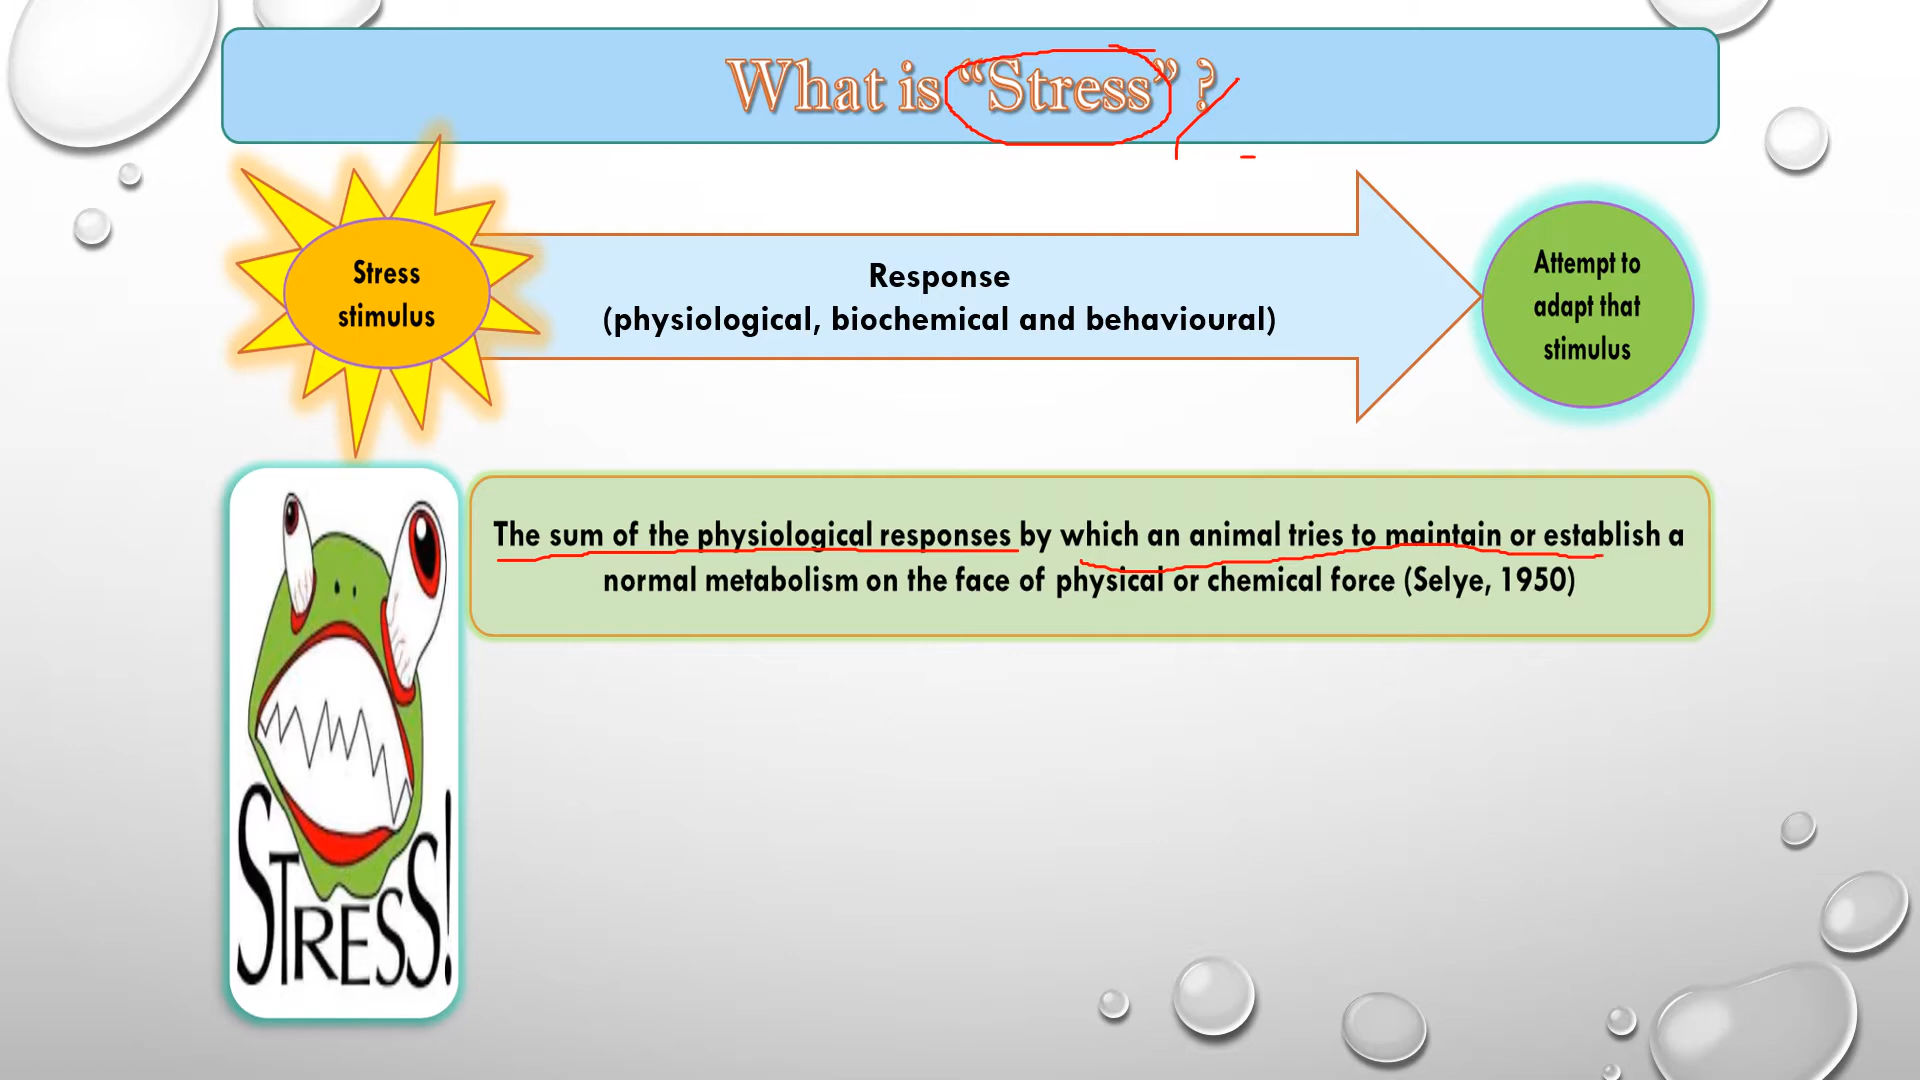 What is “Stress” ?
Stress
stimulus
Response
(physiological, biochemical and behavioural)
Attempt to
adapt that
stimulus
The sum of the physiological responses by which an animal tries to maintain or establish a
normal metabolism on the face of physical or chemical force (Selye, 1950)
STRESS!